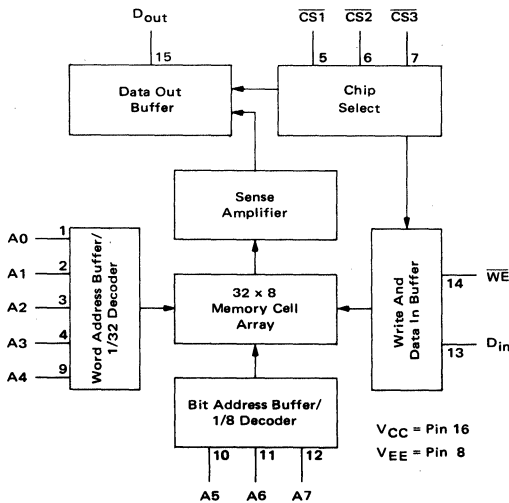 Dout
CS1 CS2 CS3
15
5 6 7
Data Out
Buffer
Chip
Select
Sense
Amplifier
Word Address Buffer/
1/32 Decoder
A0 1
A1 2
A2 3
A3 4
A4 9
32 x 8
Memory Cell
Array
Write And
Data In Buffer
14 WE
13 Din
Bit Address Buffer/
1/8 Decoder
10 11 12
A5 A6 A7
VCC = Pin 16
VEE = Pin 8